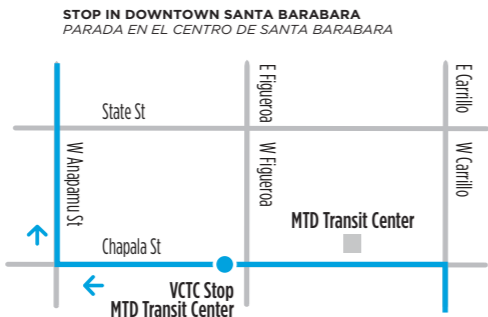 STOP IN DOWNTOWN SANTA BARABARA
PARADA EN EL CENTRO DE SANTA BARABARA
E Figueroa
E Carrillo
State St
W Anapamu St
W Figueroa
W Carrillo
MTD Transit Center
Chapala St
VCTC Stop
MTD Transit Center